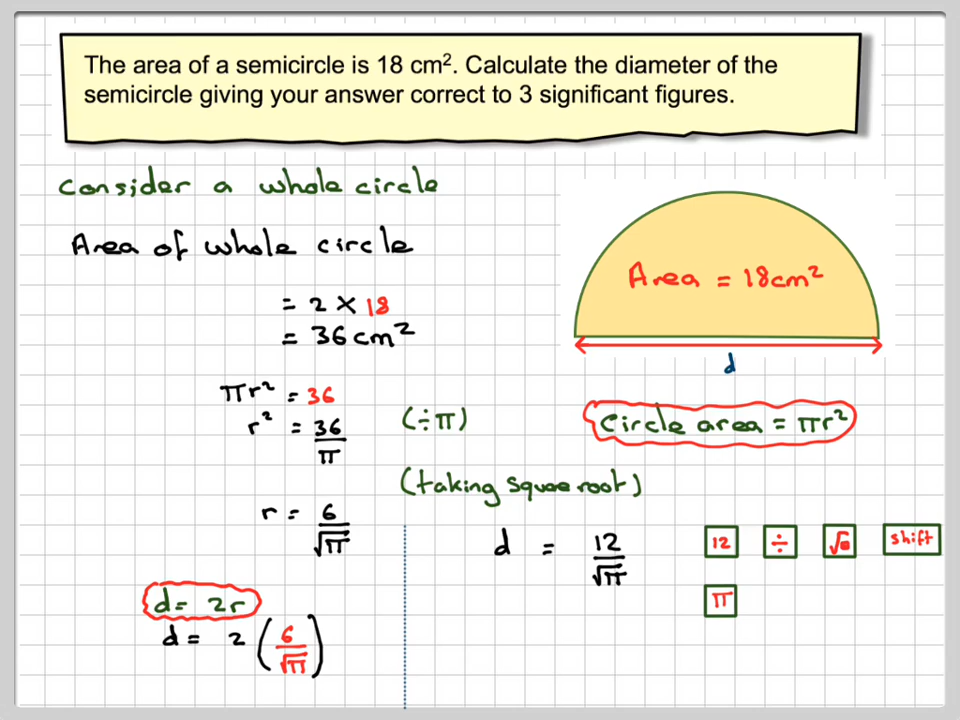 The area of a semicircle is 18 cm². Calculate the diameter of the
semicircle giving your answer correct to 3 significant figures.
Consider a whole circle
Area of whole circle
= 2 × 18
= 36 cm²
πr² = 36
r² = 36/π (÷π)
(taking square root)
r = 6/√π
d = 2r
d = 2 (6/√π)
Area = 18cm²
d
Circle area = πr²
d = 12/√π
12 ÷ √□ shift
π